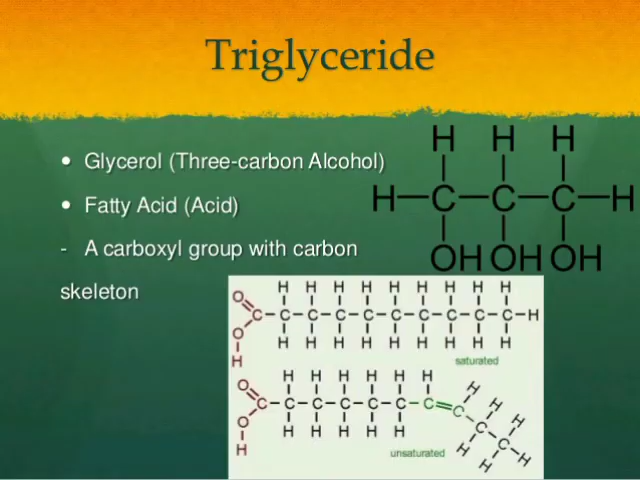 Triglyceride
• Glycerol (Three-carbon Alcohol)
• Fatty Acid (Acid)
- A carboxyl group with carbon
skeleton
H H H
H—C—C—C—H
OH OH OH
H H H H H H H H H
O
C—C—C—C—C—C—C—C—C—C—H
O
H H H H H H H H H
H
saturated
H H H H H H H
O
C—C—C—C—C—C—C=C H
O
C H
H H H H H
C H
H
unsaturated
H H